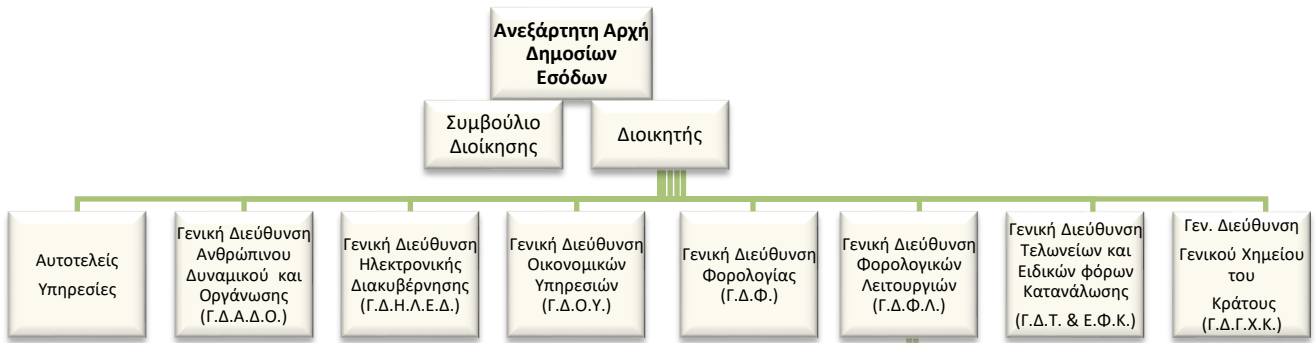 Ανεξάρτητη Αρχή
Δημοσίων
Εσόδων
Συμβούλιο
Διοίκησης
Διοικητής
Αυτοτελείς
Υπηρεσίες
Γενική Διεύθυνση
Ανθρώπινου
Δυναμικού και
Οργάνωσης
(Γ.Δ.Α.Δ.Ο.)
Γενική Διεύθυνση
Ηλεκτρονικής
Διακυβέρνησης
(Γ.Δ.Η.Λ.Ε.Δ.)
Γενική Διεύθυνση
Οικονομικών
Υπηρεσιών
(Γ.Δ.Ο.Υ.)
Γενική Διεύθυνση
Φορολογίας
(Γ.Δ.Φ.)
Γενική Διεύθυνση
Φορολογικών
Λειτουργιών
(Γ.Δ.Φ.Λ.)
Γενική Διεύθυνση
Τελωνείων και
Ειδικών φόρων
Κατανάλωσης
(Γ.Δ.Τ. & Ε.Φ.Κ.)
Γεν. Διεύθυνση
Γενικού Χημείου
του
Κράτους
(Γ.Δ.Γ.Χ.Κ.)